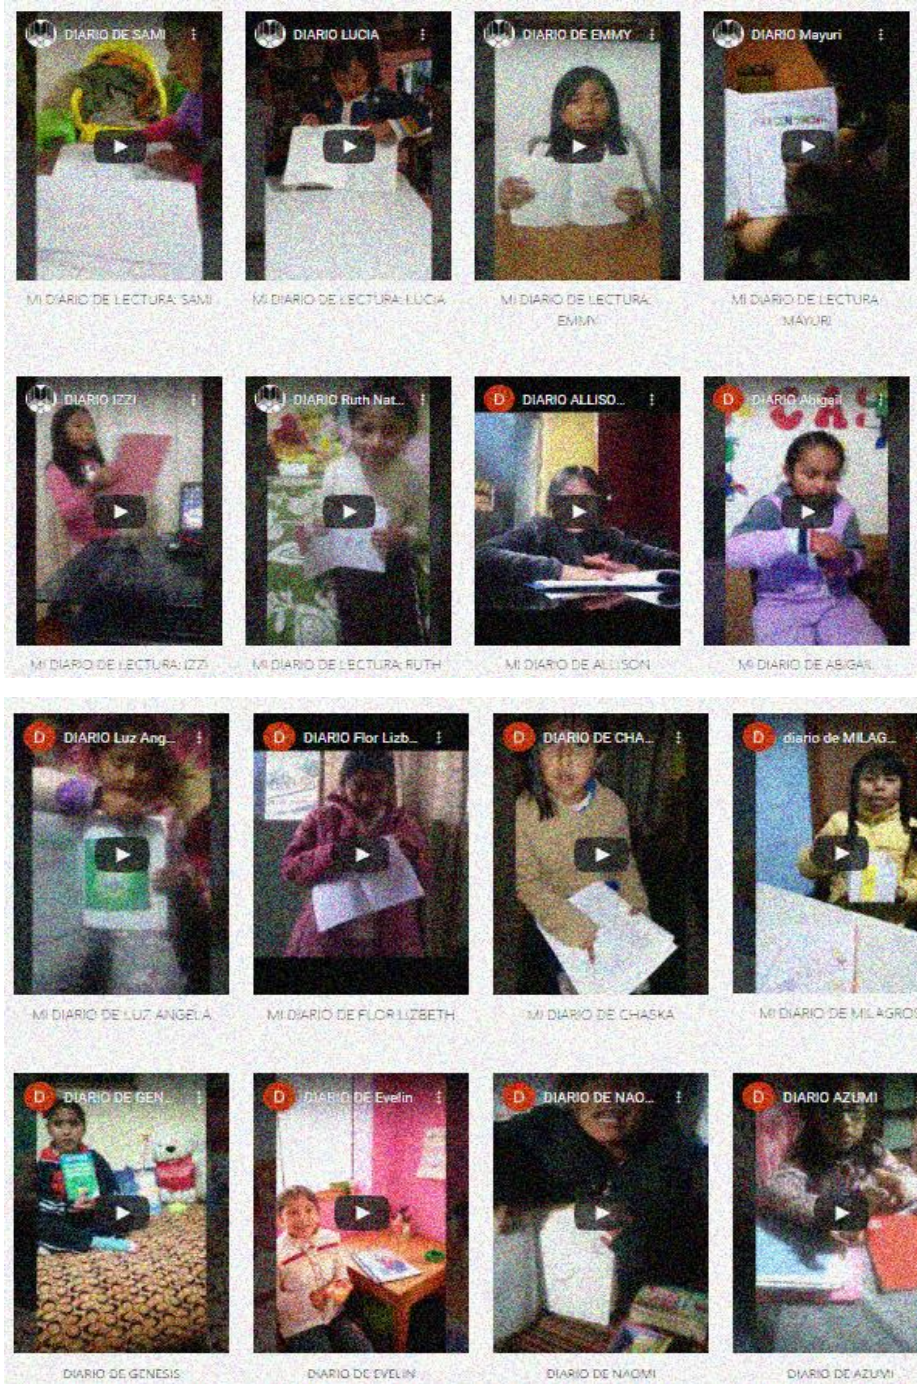 DIARIO DE SAMI
DIARIO LUCIA
DIARIO DE EMMY
DIARIO Mayuri
MI DIARIO DE LECTURA: SAMI
MI DIARIO DE LECTURA: LUCIA
MI DIARIO DE LECTURA:
EMMY
MI DIARIO DE LECTURA:
MAYURI
DIARIO IZZI
DIARIO Ruth Nat...
DIARIO ALLISO...
DIARIO Abigail
CAS
MI DIARIO DE LECTURA: IZZI
MI DIARIO DE LECTURA: RUTH
MI DIARIO DE ALLISON
MI DIARIO DE ABIGAIL
D DIARIO Luz Ang...
D DIARIO Flor Lizb...
D DIARIO DE CHA...
D diario de MILAG...
MI DIARIO DE LUZ ANGELA
MI DIARIO DE FLOR LIZBETH
MI DIARIO DE CHASKA
MI DIARIO DE MILAGROS
D DIARIO DE GEN...
D DIARIO DE Evelin
D DIARIO DE NAO...
D DIARIO AZUMI
DIARIO DE GENESIS
DIARIO DE EVELIN
DIARIO DE NAOMI
DIARIO DE AZUMI